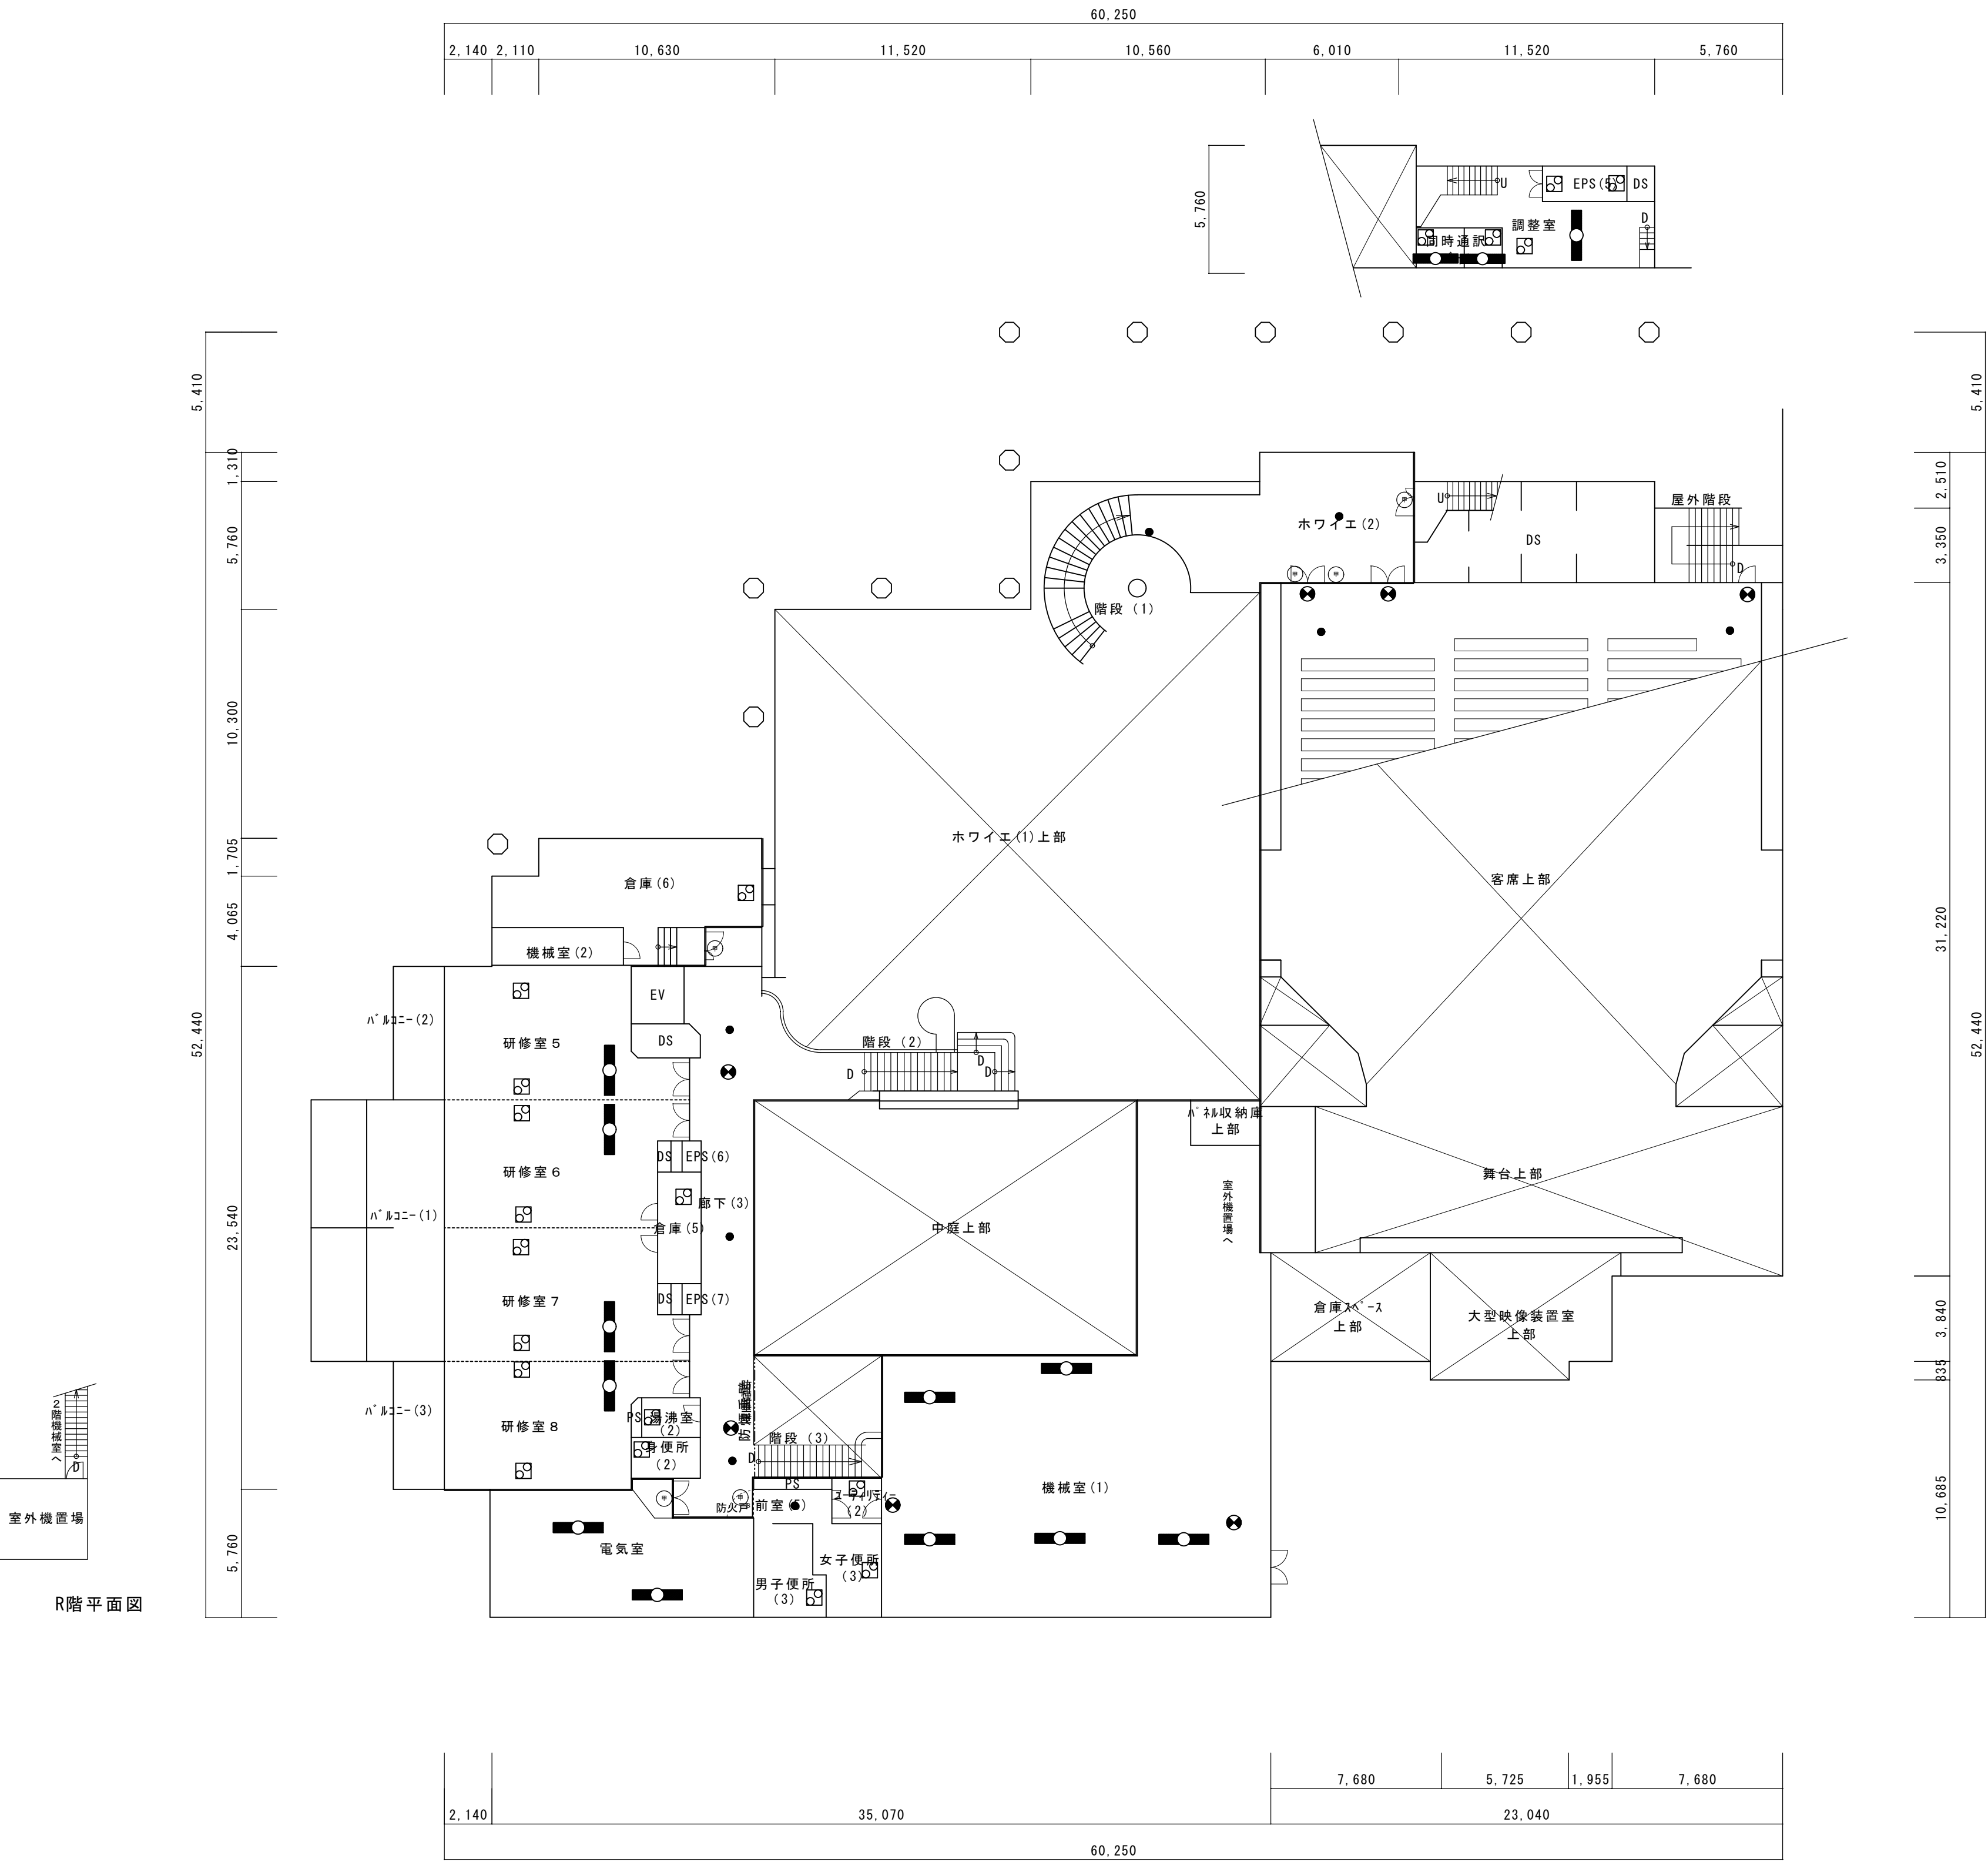 60,250
2,140 2,110 10,630 11,520 10,560 6,010 11,520 5,760
5,760
U
EPS(5)
DS
D
調整室
同時通訳
5,410
5,410
1,310
5,760
10,300
1,705
4,065
52,440
23,540
5,760
2,510
3,350
31,220
52,440
3,840
835
10,685
屋外階段
U
ホワイエ(2)
DS
D
階段 (1)
ホワイエ(1)上部
客席上部
倉庫(6)
機械室(2)
EV
DS
バルコニー(2)
研修室5
階段 (2)
D
D
D
パネル収納庫
上部
DS
EPS(6)
研修室6
廊下(3)
倉庫(5)
バルコニー(1)
中庭上部
室外機置場へ
舞台上部
DS
EPS(7)
研修室7
倉庫スペース
上部
大型映像装置室
上部
バルコニー(3)
研修室8
PS
湯沸室
(2)
身便所
(2)
階段 (3)
D
PS
防火戸
前室(5)
ユーティリティー
(2)
機械室(1)
電気室
女子便所
(3)
男子便所
(3)
2階機械室へ
D
室外機置場
R階平面図
7,680 5,725 1,955 7,680
2,140 35,070 23,040
60,250